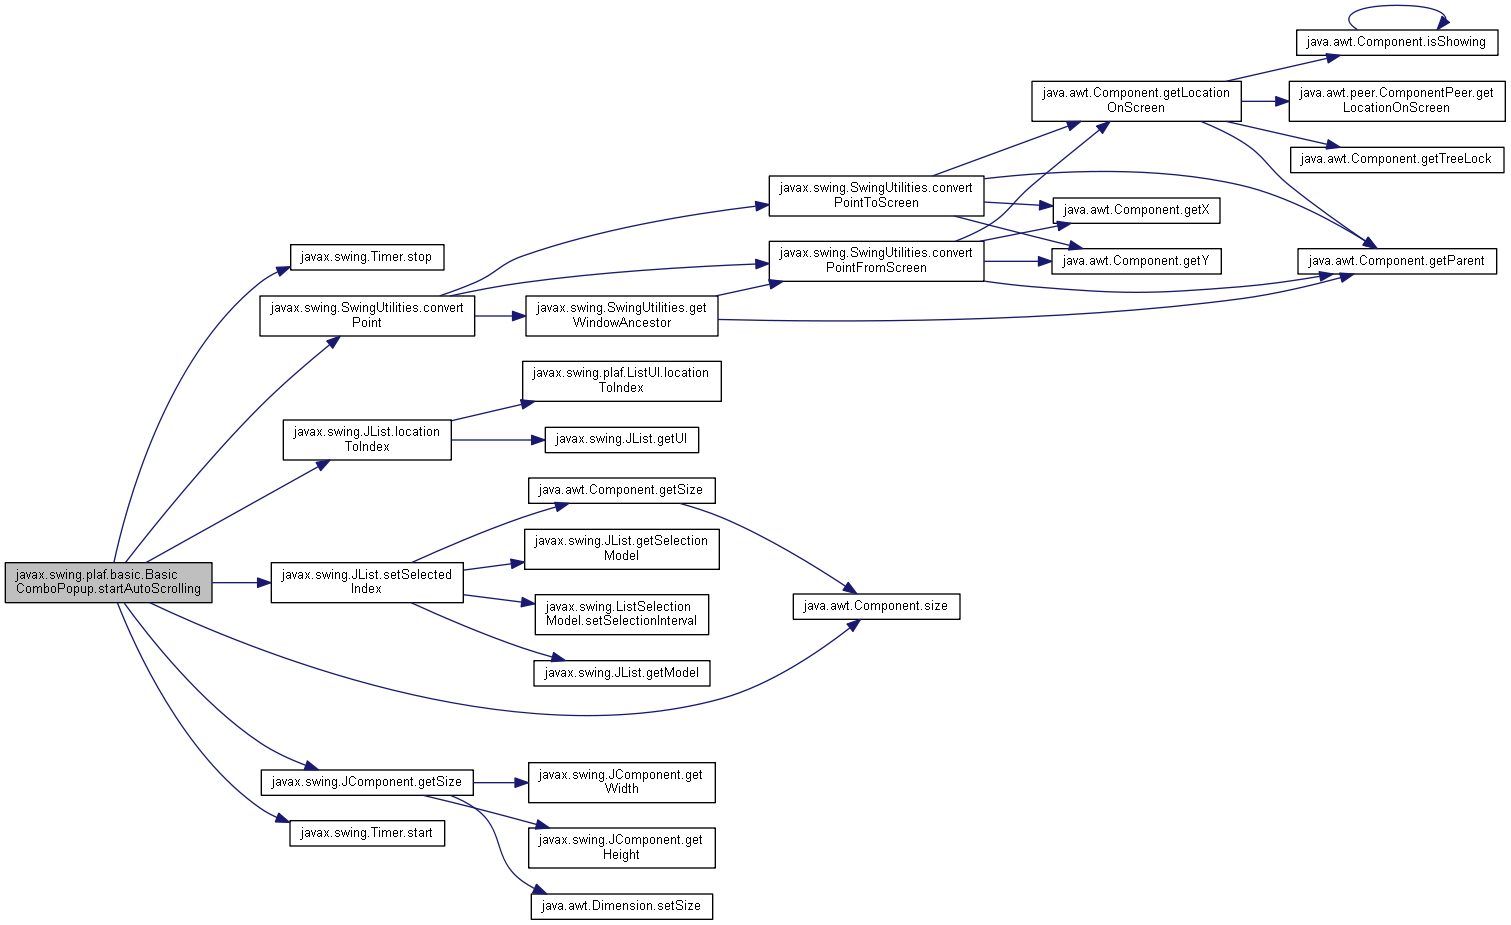 java.awt.Component.isShowing
java.awt.Component.getLocation
OnScreen
java.awt.peer.ComponentPeer.get
LocationOnScreen
java.awt.Component.getTreeLock
javax.swing.SwingUtilities.convert
PointToScreen
java.awt.Component.getX
javax.swing.SwingUtilities.convert
PointFromScreen
java.awt.Component.getY
java.awt.Component.getParent
javax.swing.Timer.stop
javax.swing.SwingUtilities.convert
Point
javax.swing.SwingUtilities.get
WindowAncestor
javax.swing.plaf.ListUI.location
ToIndex
javax.swing.JList.location
ToIndex
javax.swing.JList.getUI
java.awt.Component.getSize
javax.swing.JList.getSelection
Model
javax.swing.plaf.basic.Basic
ComboPopup.startAutoScrolling
javax.swing.JList.setSelected
Index
javax.swing.ListSelection
Model.setSelectionInterval
java.awt.Component.size
javax.swing.JList.getModel
javax.swing.JComponent.getSize
javax.swing.JComponent.get
Width
javax.swing.Timer.start
javax.swing.JComponent.get
Height
java.awt.Dimension.setSize